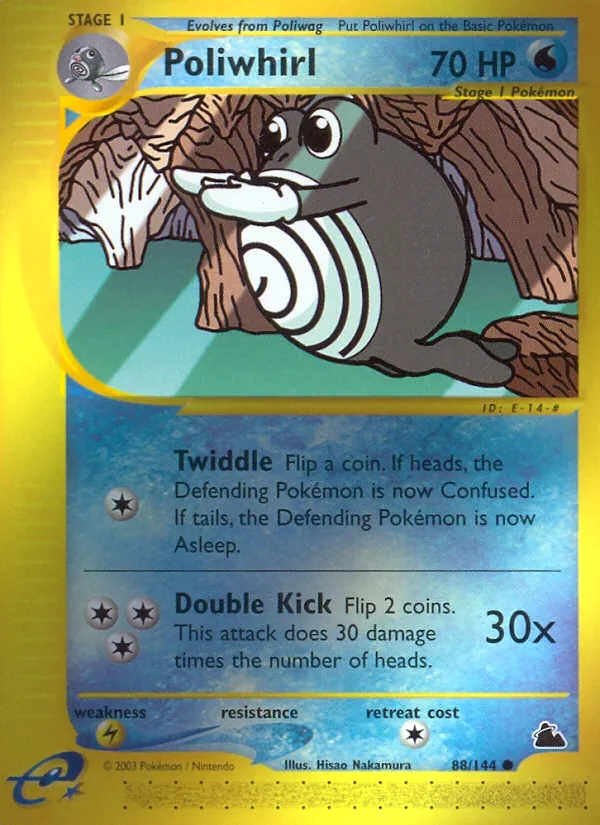 STAGE 1
Evolves from Poliwag Put Poliwhirl on the Basic Pokémon
Poliwhirl 70 HP
Stage 1 Pokémon
ID: E-14-#
Twiddle Flip a coin. If heads, the
Defending Pokémon is now Confused.
If tails, the Defending Pokémon is now
Asleep.
Double Kick Flip 2 coins.
This attack does 30 damage
times the number of heads.
30x
weakness resistance retreat cost
© 2003 Pokémon / Nintendo Illus. Hisao Nakamura 88/144
e